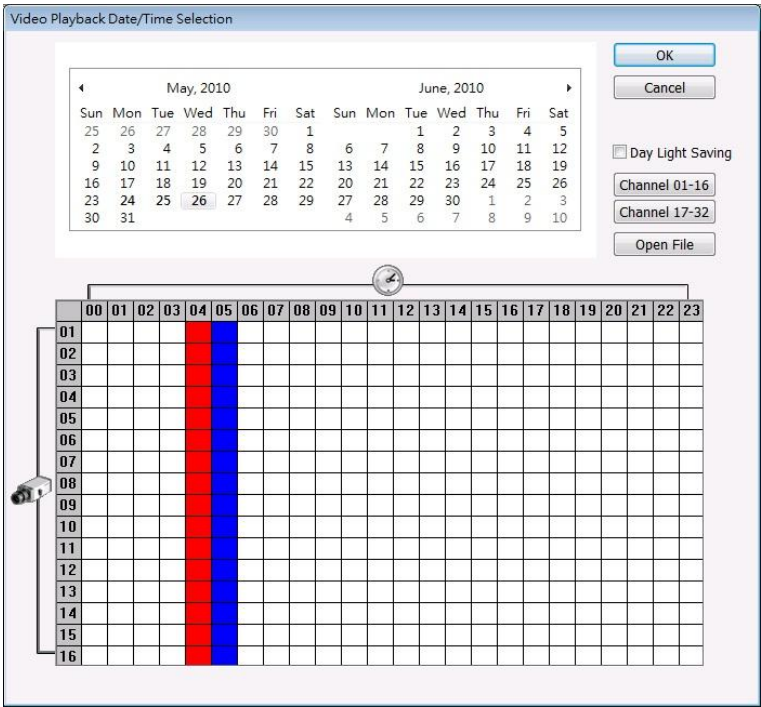 Video Playback Date/Time Selection
OK
Cancel
May, 2010 June, 2010
Sun Mon Tue Wed Thu Fri Sat Sun Mon Tue Wed Thu Fri Sat
25 26 27 28 29 30 1 1 2 3 4 5
2 3 4 5 6 7 8 6 7 8 9 10 11 12
9 10 11 12 13 14 15 13 14 15 16 17 18 19
16 17 18 19 20 21 22 20 21 22 23 24 25 26
23 24 25 26 27 28 29 27 28 29 30 1 2 3
30 31 4 5 6 7 8 9 10
Day Light Saving
Channel 01-16
Channel 17-32
Open File
00 01 02 03 04 05 06 07 08 09 10 11 12 13 14 15 16 17 18 19 20 21 22 23
01
02
03
04
05
06
07
08
09
10
11
12
13
14
15
16